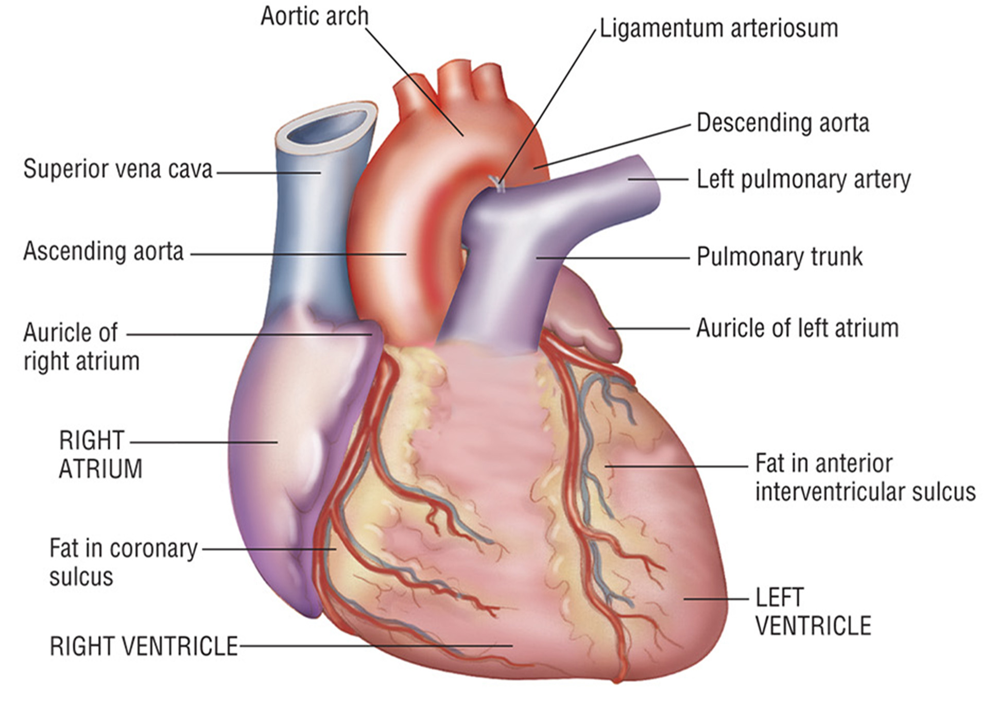 Aortic arch
Ligamentum arteriosum
Descending aorta
Superior vena cava
Left pulmonary artery
Ascending aorta
Pulmonary trunk
Auricle of
right atrium
Auricle of left atrium
RIGHT
ATRIUM
Fat in anterior
interventricular sulcus
Fat in coronary
sulcus
LEFT
VENTRICLE
RIGHT VENTRICLE